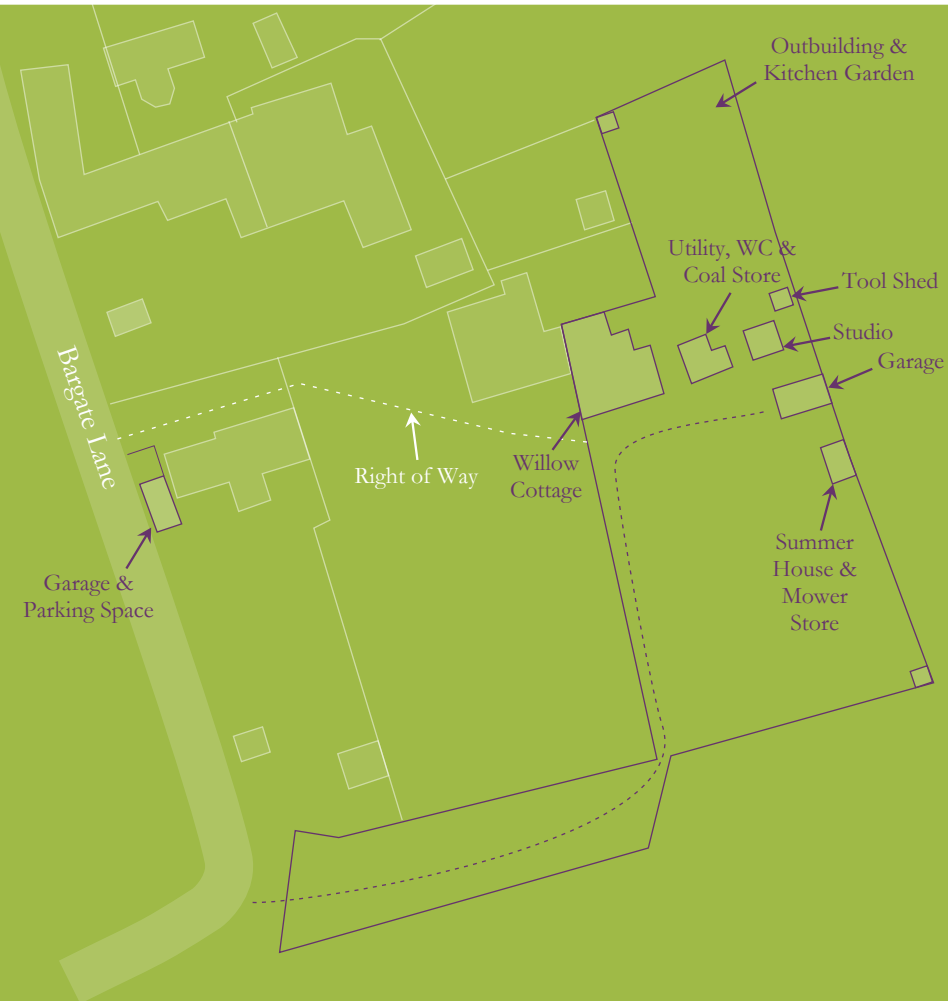 Outbuilding &
Kitchen Garden
Utility, WC &
Coal Store
Tool Shed
Studio
Garage
Bargate Lane
Right of Way
Willow
Cottage
Summer
House &
Mower
Store
Garage &
Parking Space